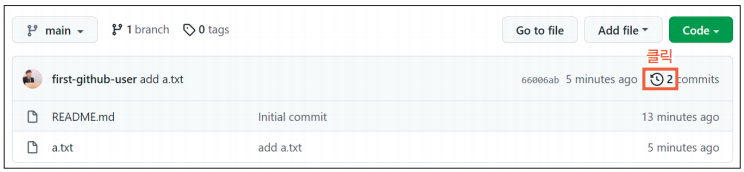 main 1 branch 0 tags Go to file Add file Code
클릭
first-github-user add a.txt 66006ab 5 minutes ago 2 commits
README.md Initial commit 13 minutes ago
a.txt add a.txt 5 minutes ago